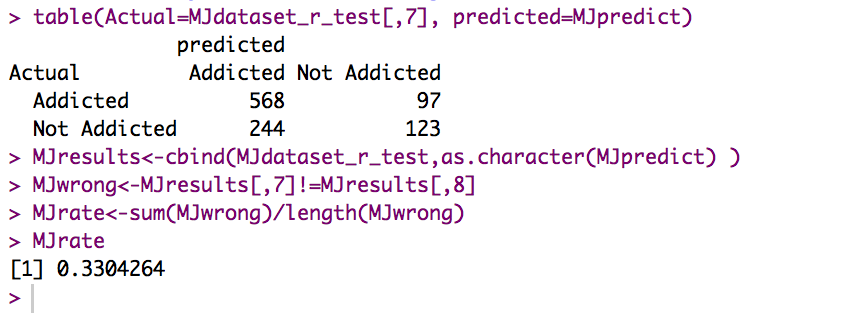 > table(Actual=MJdataset_r_test[,7], predicted=MJpredict)
              predicted
Actual         Addicted Not Addicted
  Addicted          568           97
  Not Addicted      244          123
> MJresults<-cbind(MJdataset_r_test,as.character(MJpredict) )
> MJwrong<-MJresults[,7]!=MJresults[,8]
> MJrate<-sum(MJwrong)/length(MJwrong)
> MJrate
[1] 0.3304264
>